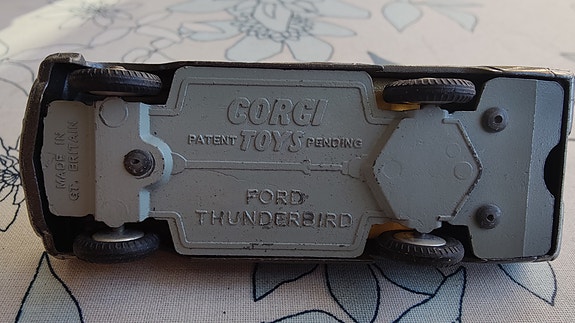 MADE IN
GT. BRITAIN
CORGI
PATENT TOYS PENDING
FORD
THUNDERBIRD